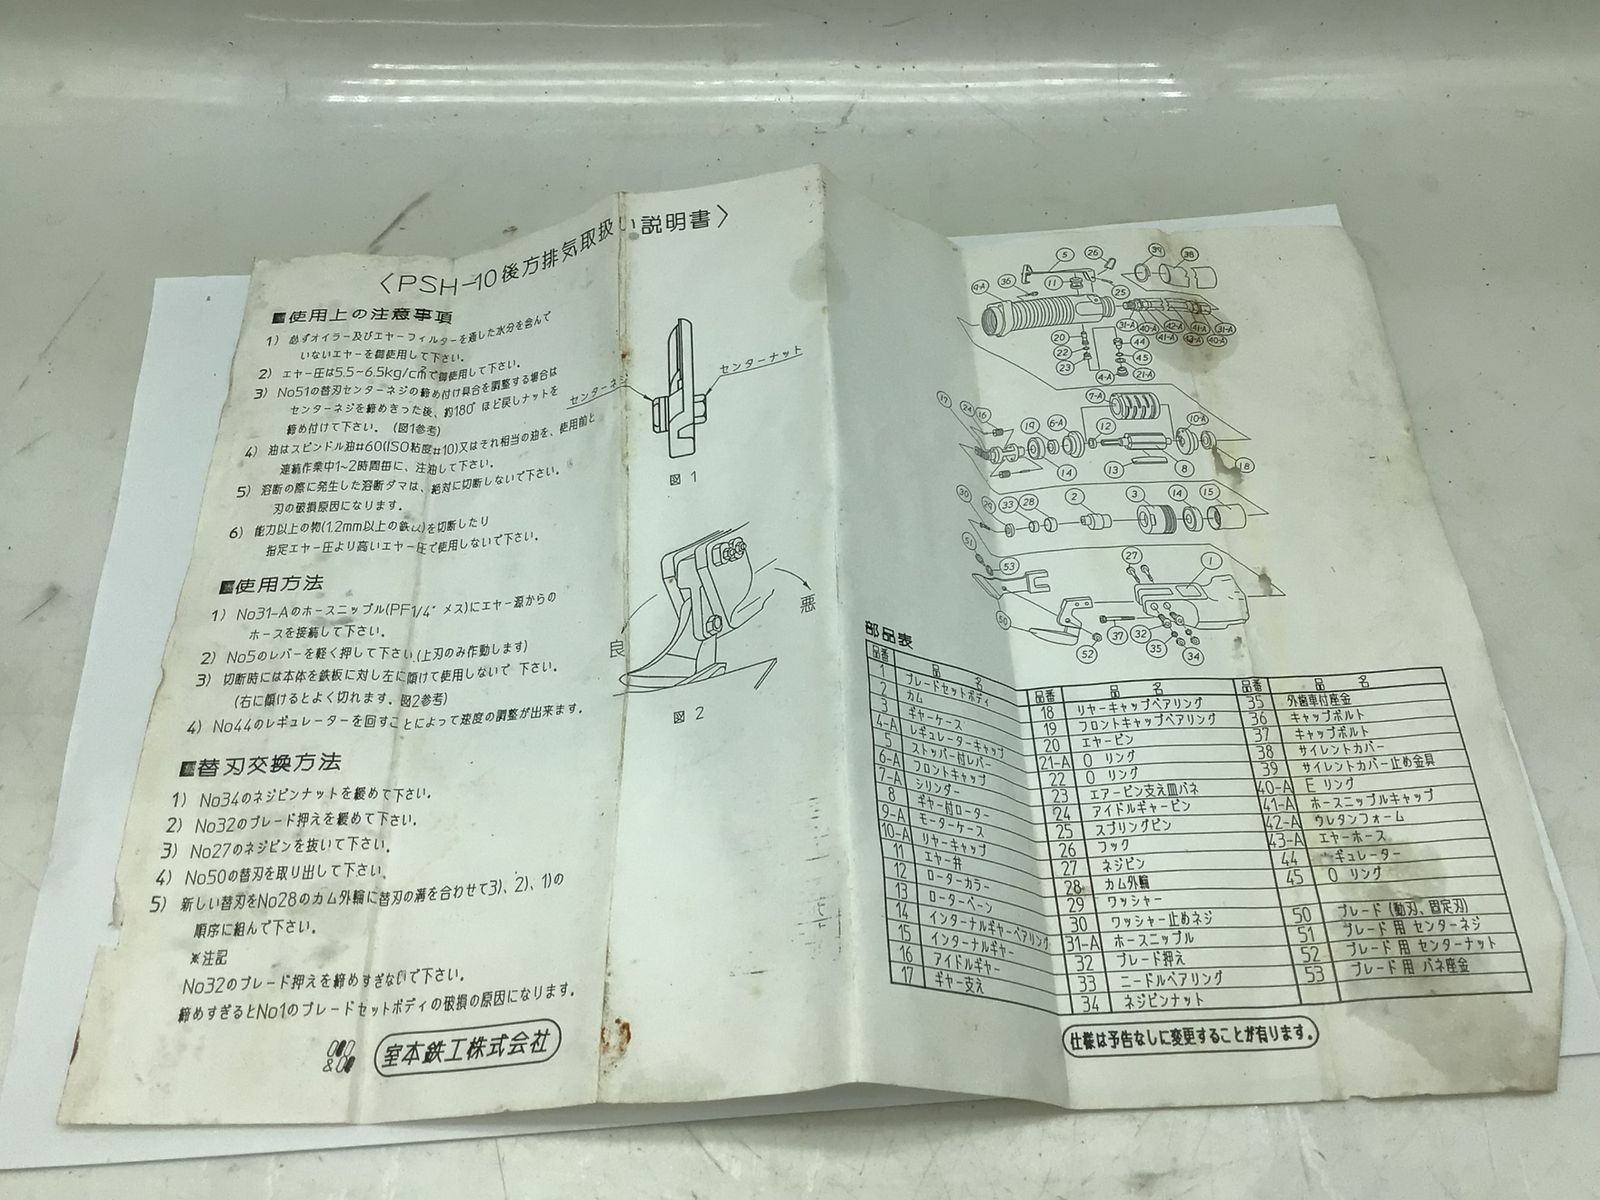 〈PSH-10後方排気取扱い説明書〉
■使用上の注意事項
1) 必ずオイラー及びエヤーフィルターを通した水分を含んで
いないエヤーを御使用して下さい。
2) エヤー圧は5.5~6.5kg/cm²で御使用して下さい。
3) No51の替刃センターネジの締め付け具合を調整する場合は
センターネジを締めきった後、約180°ほど戻しナットを
締め付けて下さい。(図1参考)
4) 油はスピンドル油#60(ISO粘度#10)又はそれ相当の油を、使用前と
連続作業中1~2時間毎に、注油して下さい。
5) 溶断の際に発生した溶断ダマは、絶対に切断しないで下さい。
刃の破損原因になります。
6) 能力以上の物(1.2mm以上の鉄板)を切断したり
指定エヤー圧より高いエヤー圧で使用しないで下さい。
■使用方法
1) No31-Aのホースニップル(PF1/4" メス)にエヤー源からの
ホースを接続して下さい。
2) No5のレバーを軽く押して下さい(上刃のみ作動します)
3) 切断時には本体を鉄板に対し左に傾けて使用しないで下さい。
(右に傾けるとよく切れます。図2参考)
4) No44のレギュレーターを回すことによって速度の調整が出来ます。
■替刃交換方法
1) No34のネジピンナットを緩めて下さい。
2) No32のブレード押えを緩めて下さい。
3) No27のネジピンを抜いて下さい。
4) No50の替刃を取り出して下さい。
5) 新しい替刃をNo28のカム外輪に替刃の溝を合わせて3)、2)、1)の
順序に組んで下さい。
※注記
No32のブレード押えを締めすぎないで下さい。
締めすぎるとNo1のブレードセットボディの破損の原因になります。
室本鉄工株式会社
センターネジ
センターナット
図 1
良
悪
図 2
部品表
品番 品 名
1 ブレードセットボディ
2 カム
3 ギヤーケース
4-A レギュレーターキャップ
5 ストッパー付レバー
6-A フロントキャップ
7-A シリンダー
8 ギヤー付ローター
9-A モーターケース
10-A リヤーキャップ
11 エヤー弁
12 ローターカラー
13 ローターベーン
14 インターナルギヤーベアリング
15 インターナルギヤー
16 アイドルギヤー
17 ギヤー支え
品番 品 名
18 リヤーキャップベアリング
19 フロントキャップベアリング
20 エヤーピン
21-A O リング
22 O リング
23 エアーピン支え皿バネ
24 アイドルギヤーピン
25 スプリングピン
26 フック
27 ネジピン
28 カム外輪
29 ワッシャー
30 ワッシャー止めネジ
31-A ホースニップル
32 ブレード押え
33 ニードルベアリング
34 ネジピンナット
品番 品 名
35 外歯車付座金
36 キャップボルト
37 キャップボルト
38 サイレントカバー
39 サイレントカバー止め金具
40-A E リング
41-A ホースニップルキャップ
42-A ウレタンフォーム
43-A エヤーホース
44 ギュレーター
45 O リング
50 ブレード (動刃、固定刃)
51 ブレード用 センターネジ
52 ブレード用 センターナット
53 ブレード用 バネ座金
仕様は予告なしに変更することが有ります。